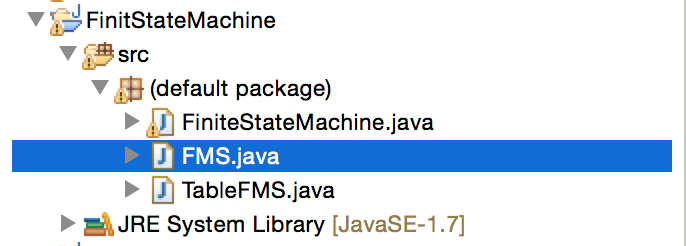 FinitStateMachine
src
(default package)
FiniteStateMachine.java
FMS.java
TableFMS.java
JRE System Library [JavaSE-1.7]